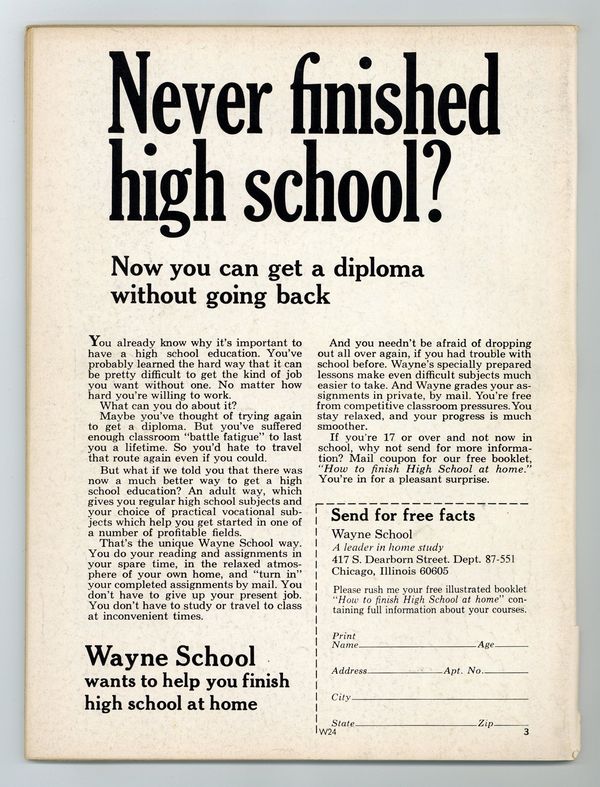 Never finished
high school?
Now you can get a diploma
without going back
You already know why it's important to
have a high school education. You've
probably learned the hard way that it can
be pretty difficult to get the kind of job
you want without one. No matter how
hard you're willing to work.
What can you do about it?
Maybe you've thought of trying again
to get a diploma. But you've suffered
enough classroom "battle fatigue" to last
you a lifetime. So you'd hate to travel
that route again even if you could.
But what if we told you that there was
now a much better way to get a high
school education? An adult way, which
gives you regular high school subjects and
your choice of practical vocational sub-
jects which help you get started in one of
a number of profitable fields.
That's the unique Wayne School way.
You do your reading and assignments in
your spare time, in the relaxed atmos-
phere of your own home, and "turn in"
your completed assignments by mail. You
don't have to give up your present job.
You don't have to study or travel to class
at inconvenient times.
Wayne School
wants to help you finish
high school at home
And you needn't be afraid of dropping
out all over again, if you had trouble with
school before. Wayne's specially prepared
lessons make even difficult subjects much
easier to take. And Wayne grades your as-
signments in private, by mail. You're free
from competitive classroom pressures. You
stay relaxed, and your progress is much
smoother.
If you're 17 or over and not now in
school, why not send for more informa-
tion? Mail coupon for our free booklet,
"How to finish High School at home."
You're in for a pleasant surprise.
Send for free facts
Wayne School
A leader in home study
417 S. Dearborn Street. Dept. 87-551
Chicago, Illinois 60605
Please rush me your free illustrated booklet
"How to finish High School at home" con-
taining full information about your courses.
Print
Name Age
Address Apt. No.
City
State Zip
W24 3